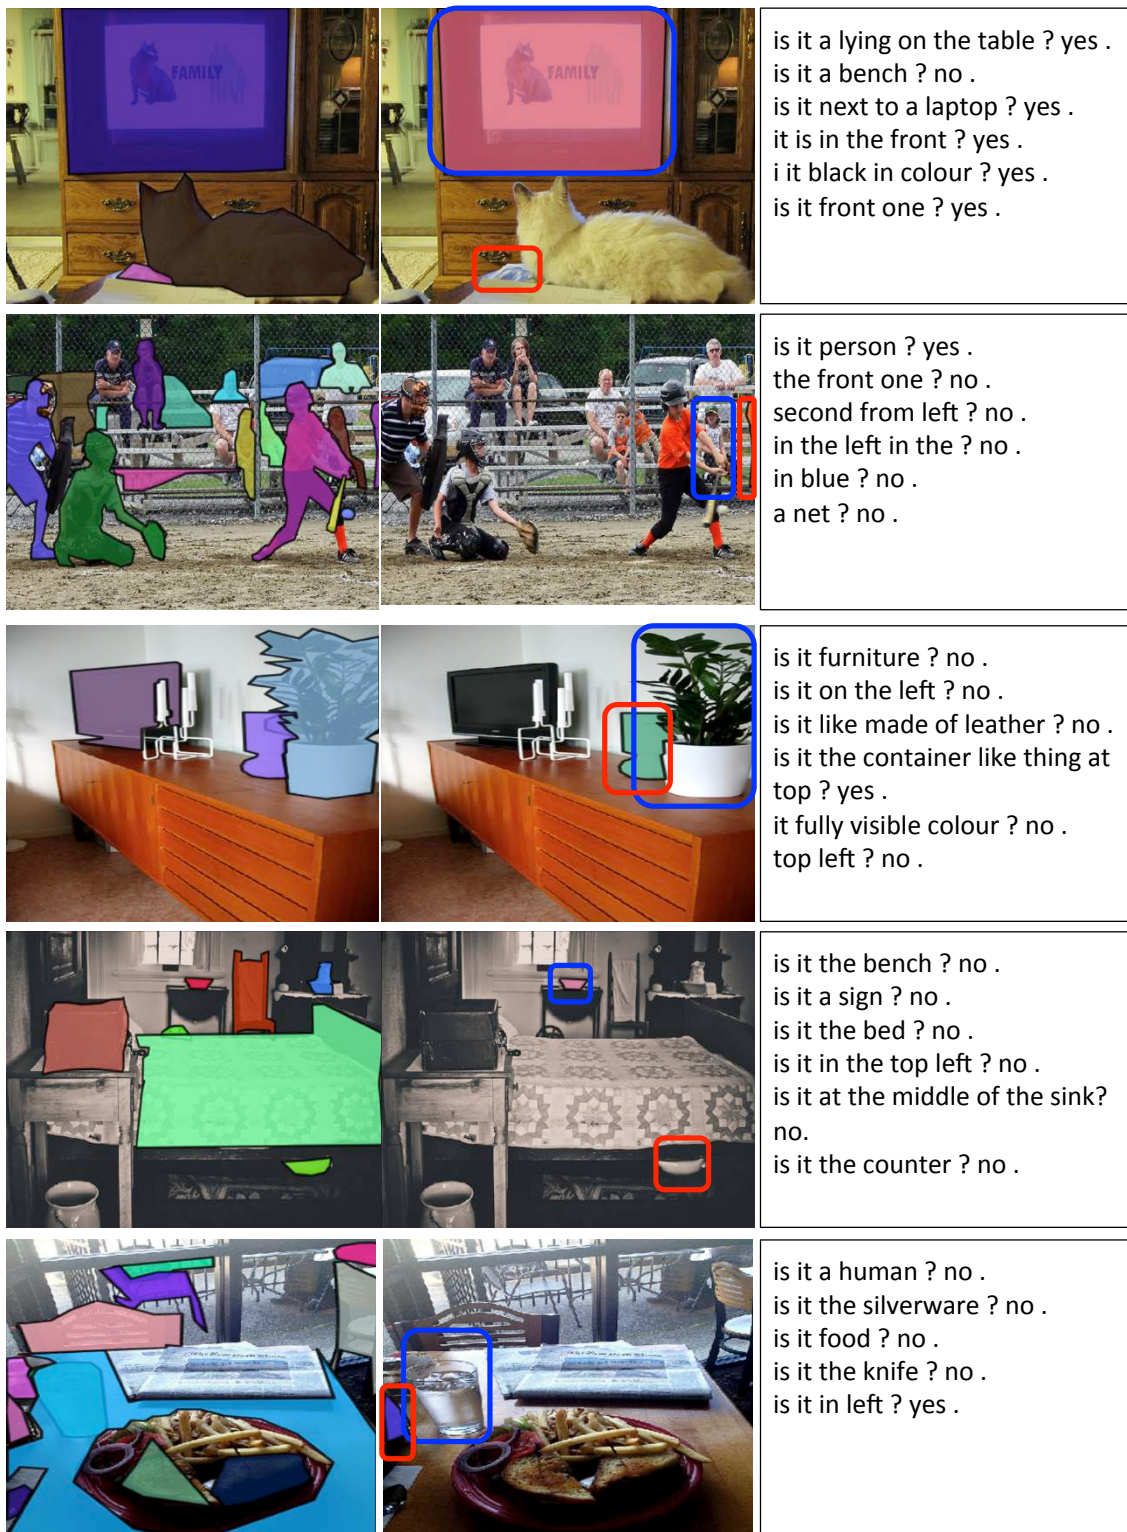 FAMILY
FAMILY
is it a lying on the table ? yes .
is it a bench ? no .
is it next to a laptop ? yes .
it is in the front ? yes .
i it black in colour ? yes .
is it front one ? yes .
is it person ? yes .
the front one ? no .
second from left ? no .
in the left in the ? no .
in blue ? no .
a net ? no .
is it furniture ? no .
is it on the left ? no .
is it like made of leather ? no .
is it the container like thing at
top ? yes .
it fully visible colour ? no .
top left ? no .
is it the bench ? no .
is it a sign ? no .
is it the bed ? no .
is it in the top left ? no .
is it at the middle of the sink?
no.
is it the counter ? no .
is it a human ? no .
is it the silverware ? no .
is it food ? no .
is it the knife ? no .
is it in left ? yes .